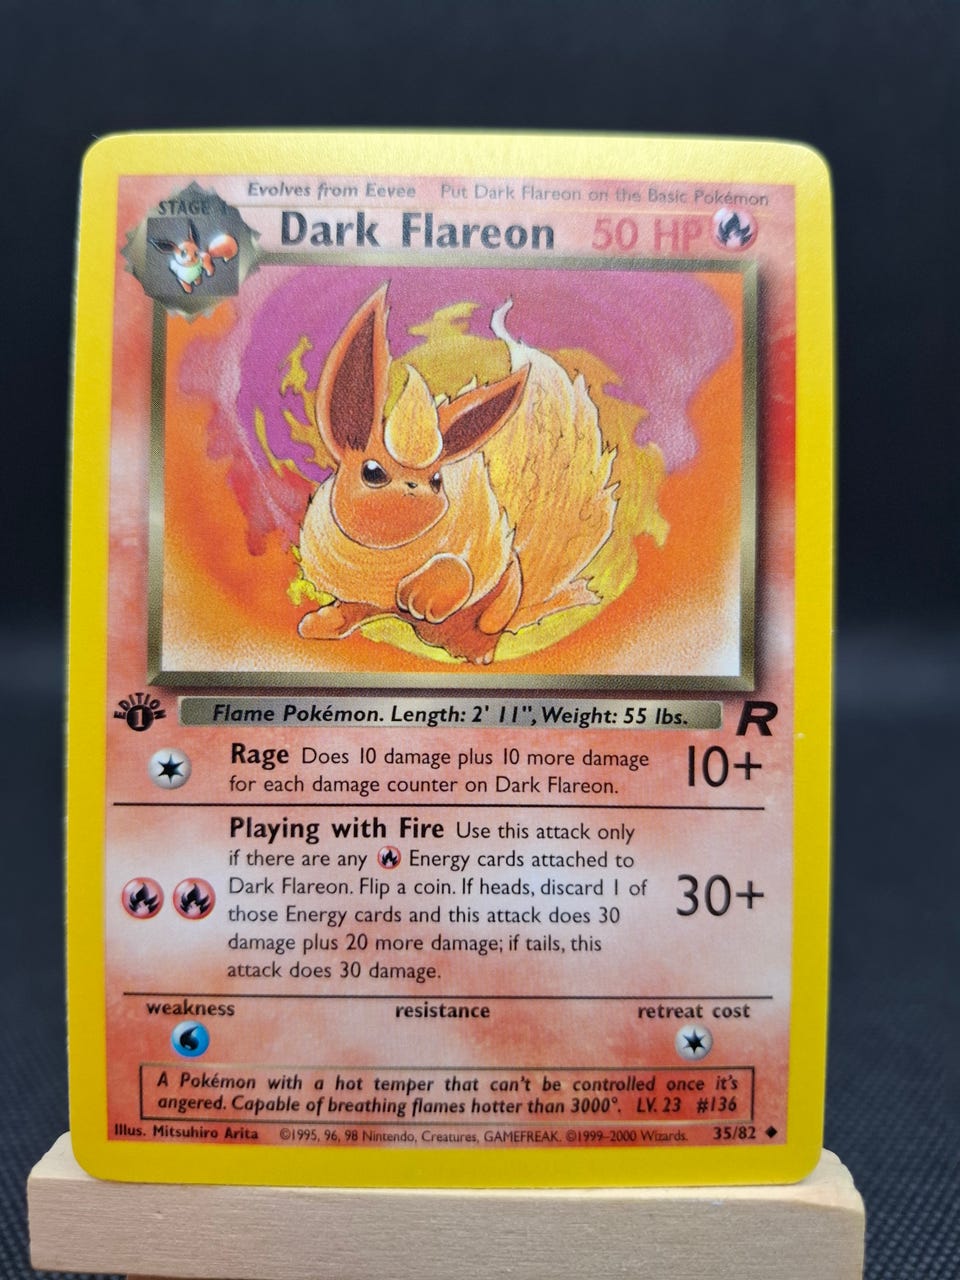 Evolves from Eevee Put Dark Flareon on the Basic Pokémon
STAGE 1
Dark Flareon 50 HP
EDITION
1
Flame Pokémon. Length: 2' 11", Weight: 55 lbs.
R
Rage Does 10 damage plus 10 more damage
for each damage counter on Dark Flareon.
10+
Playing with Fire Use this attack only
if there are any Energy cards attached to
Dark Flareon. Flip a coin. If heads, discard 1 of
those Energy cards and this attack does 30
damage plus 20 more damage; if tails, this
attack does 30 damage.
30+
weakness resistance retreat cost
A Pokémon with a hot temper that can't be controlled once it's
angered. Capable of breathing flames hotter than 3000°. LV. 23 #136
Illus. Mitsuhiro Arita ©1995, 96, 98 Nintendo, Creatures, GAMEFREAK. ©1999–2000 Wizards. 35/82